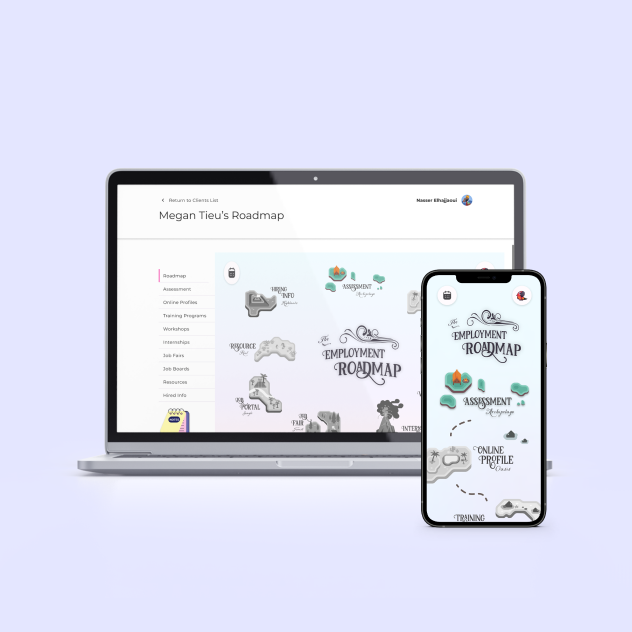 Return to Clients List
Nasser Elhajjaoui
Megan Tieu's Roadmap
Roadmap
Assessment
Online Profiles
Training Programs
Workshops
Internships
Job Fairs
Job Boards
Resources
Hired Info
HIRING
INFO
ASSESSMENT
Archipelago
RESOURCE
The
EMPLOYMENT
ROADMAP
JOB
PORTAL
JOB
FAIR
INTERN
The
EMPLOYMENT
ROADMAP
ASSESSMENT
Archipelago
ONLINE
PROFILE
TRAINING